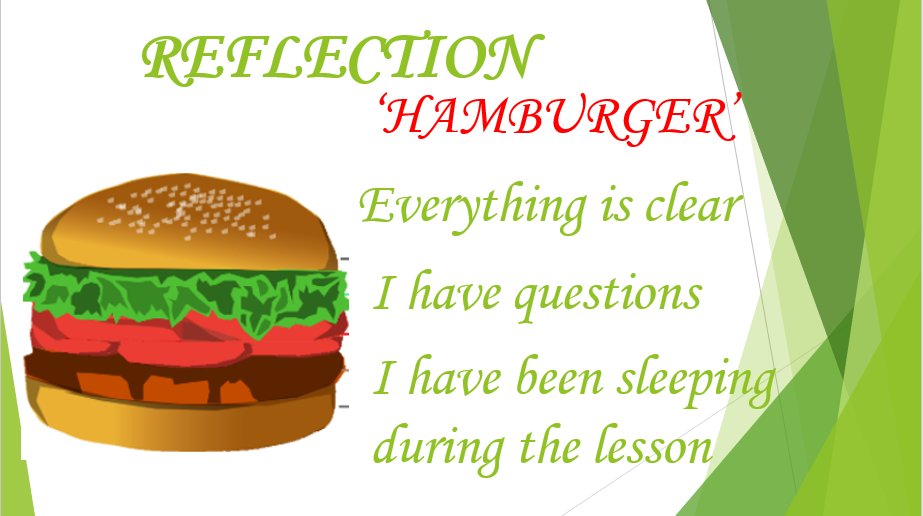 REFLECTION
‘HAMBURGER’
Everything is clear
I have questions
I have been sleeping
during the lesson